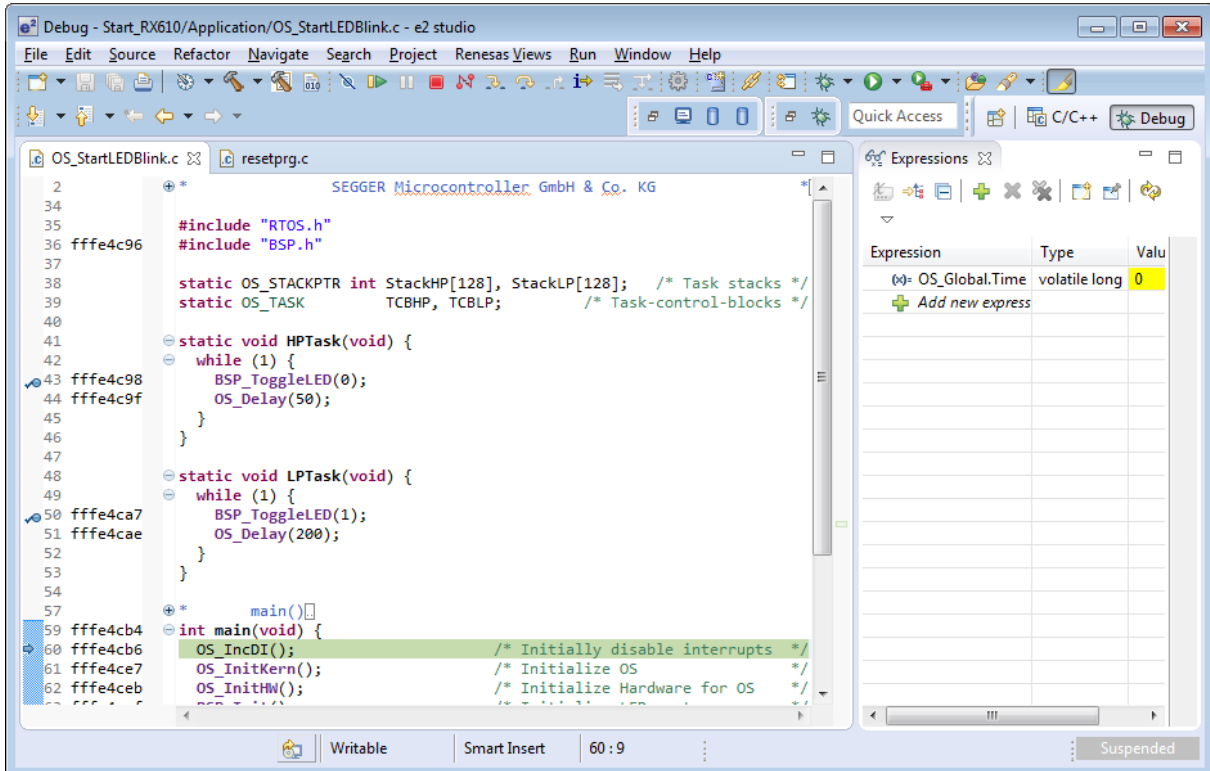 Debug - Start_RX610/Application/OS_StartLEDBlink.c - e2 studio
File Edit Source Refactor Navigate Search Project Renesas Views Run Window Help
Quick Access C/C++ Debug
OS_StartLEDBlink.c resetprg.c
2 * SEGGER Microcontroller GmbH & Co. KG *[
34
35 #include "RTOS.h"
36 fffe4c96 #include "BSP.h"
37
38 static OS_STACKPTR int StackHP[128], StackLP[128]; /* Task stacks */
39 static OS_TASK TCBHP, TCBLP; /* Task-control-blocks */
40
41 static void HPTask(void) {
42 while (1) {
43 fffe4c98 BSP_ToggleLED(0);
44 fffe4c9f OS_Delay(50);
45 }
46 }
47
48 static void LPTask(void) {
49 while (1) {
50 fffe4ca7 BSP_ToggleLED(1);
51 fffe4cae OS_Delay(200);
52 }
53 }
54
57 * main()
59 fffe4cb4 int main(void) {
60 fffe4cb6 OS_IncDI(); /* Initially disable interrupts */
61 fffe4ce7 OS_InitKern(); /* Initialize OS */
62 fffe4ceb OS_InitHW(); /* Initialize Hardware for OS */
Expressions
Expression Type Valu
(x)= OS_Global.Time volatile long 0
Add new express
Writable Smart Insert 60 : 9 Suspended